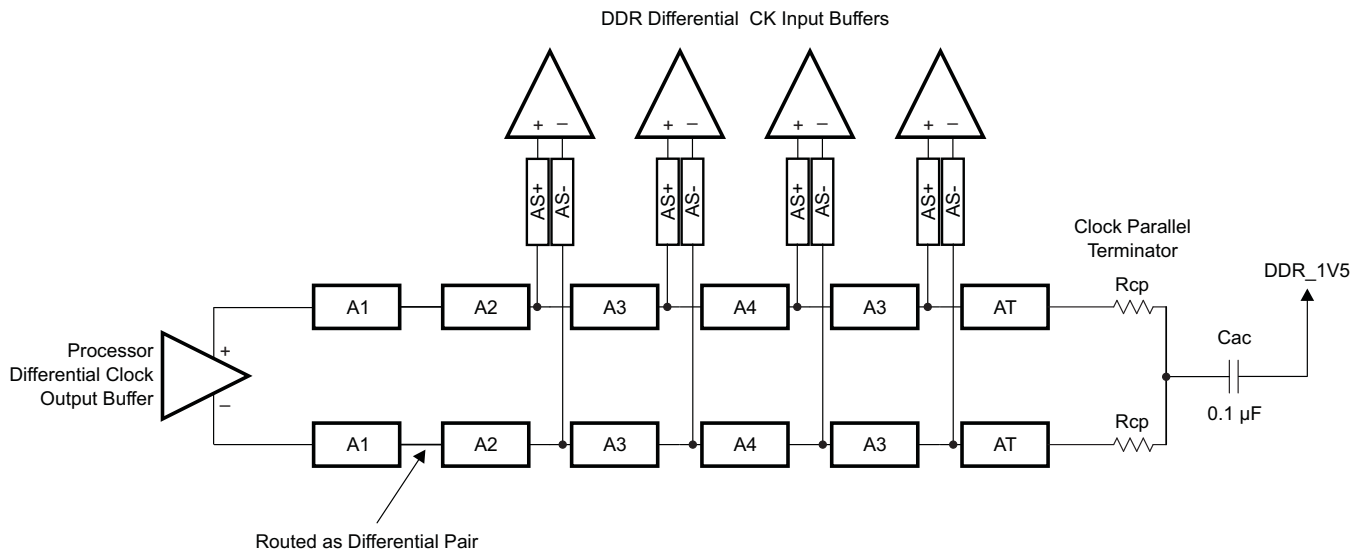 DDR Differential CK Input Buffers
+ –
+ –
+ –
+ –
AS+
AS-
AS+
AS-
AS+
AS-
AS+
AS-
Clock Parallel
Terminator
DDR_1V5
A1
A2
A3
A4
A3
AT
Rcp
Processor
Differential Clock
Output Buffer
+
–
Cac
0.1 µF
A1
A2
A3
A4
A3
AT
Rcp
Routed as Differential Pair